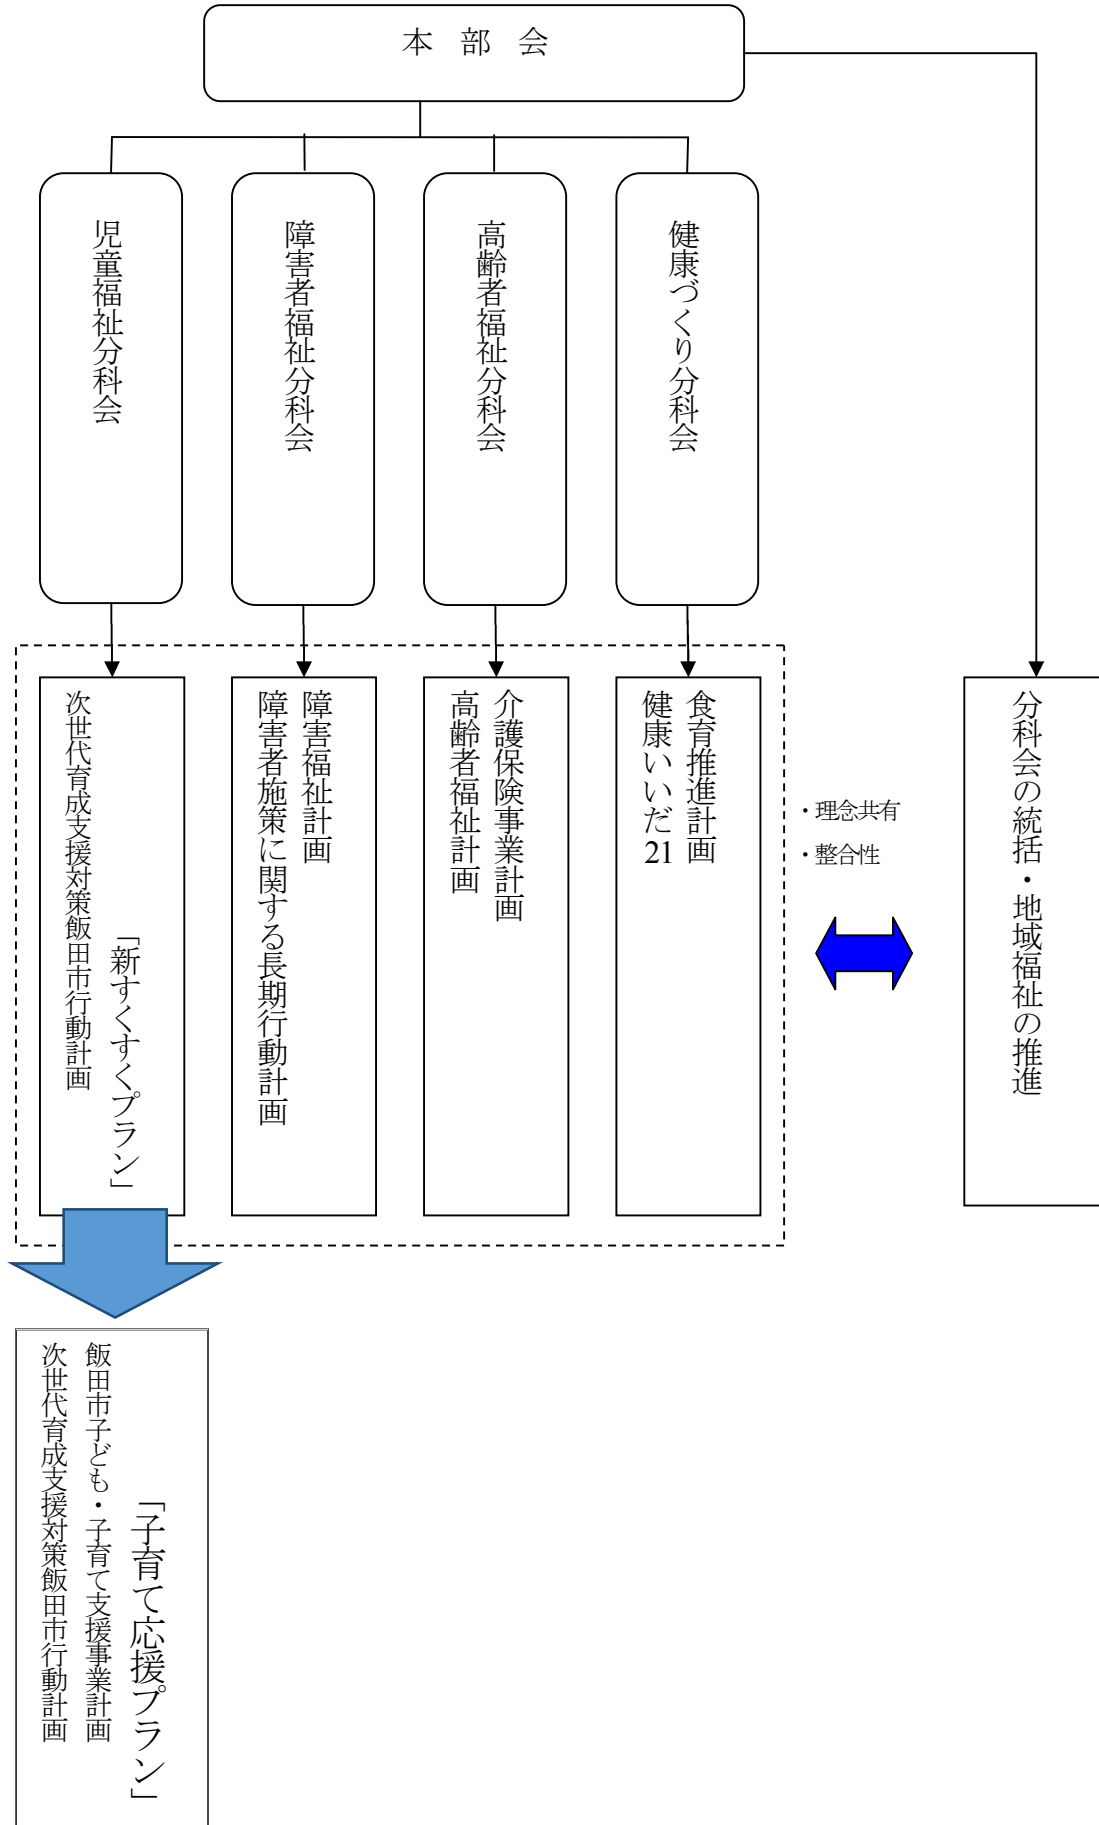 本部会
児童福祉分科会
障害者福祉分科会
高齢者福祉分科会
健康づくり分科会
「新すくすくプラン」
次世代育成支援対策飯田市行動計画
障害福祉計画
障害者施策に関する長期行動計画
介護保険事業計画
高齢者福祉計画
食育推進計画
健康いいだ21
・理念共有
・整合性
分科会の統括・地域福祉の推進
「子育て応援プラン」
飯田市子ども・子育て支援事業計画
次世代育成支援対策飯田市行動計画